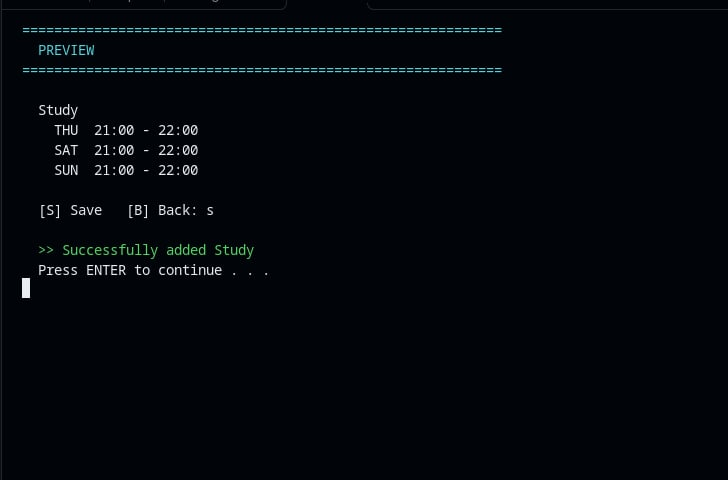 ============================================================
PREVIEW
============================================================
Study
THU 21:00 - 22:00
SAT 21:00 - 22:00
SUN 21:00 - 22:00
[S] Save [B] Back: s
>> Successfully added Study
Press ENTER to continue . . .